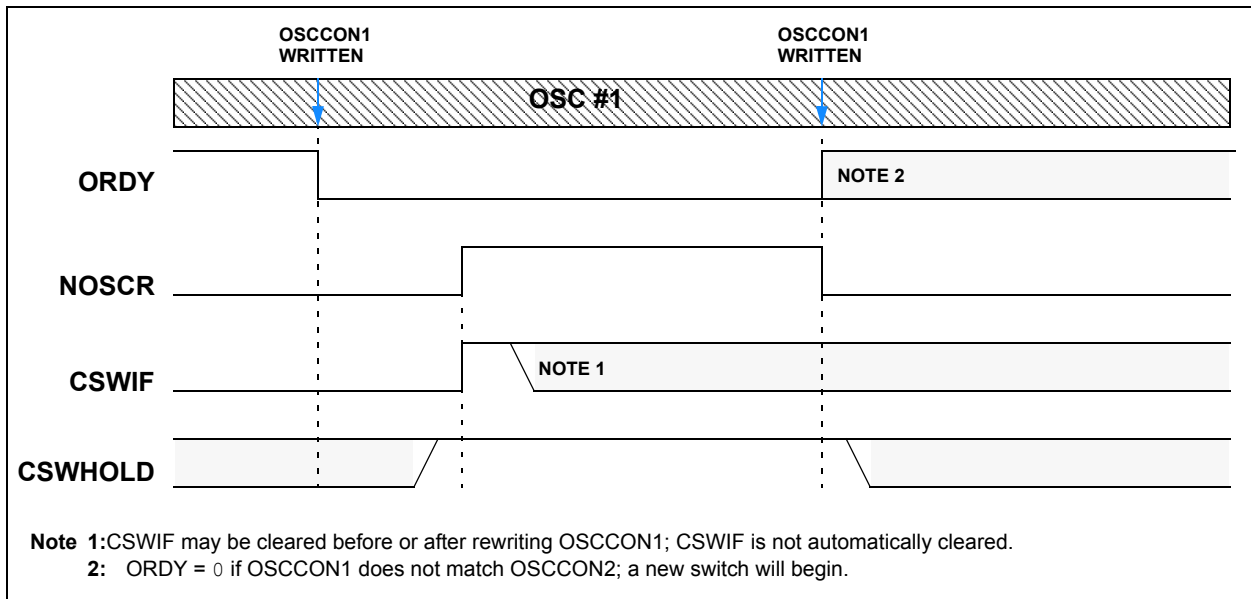 OSCCON1 OSCCON1
WRITTEN WRITTEN
OSC #1
ORDY NOTE 2
NOSCR
CSWIF NOTE 1
CSWHOLD
Note 1:CSWIF may be cleared before or after rewriting OSCCON1; CSWIF is not automatically cleared.
2: ORDY = 0 if OSCCON1 does not match OSCCON2; a new switch will begin.